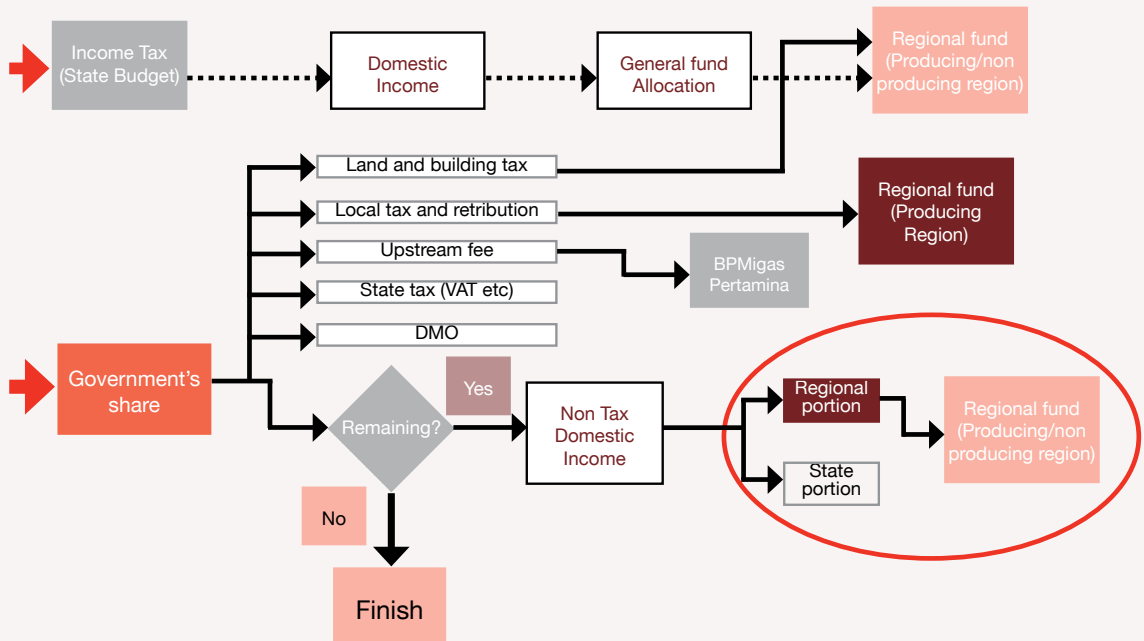 Income Tax
(State Budget)
Domestic
Income
General fund
Allocation
Regional fund
(Producing/non
producing region)
Land and building tax
Local tax and retribution
Regional fund
(Producing
Region)
Upstream fee
BPMigas
Pertamina
State tax (VAT etc)
DMO
Government's
share
Remaining?
Yes
Non Tax
Domestic
Income
Regional
portion
State
portion
Regional fund
(Producing/non
producing region)
No
Finish